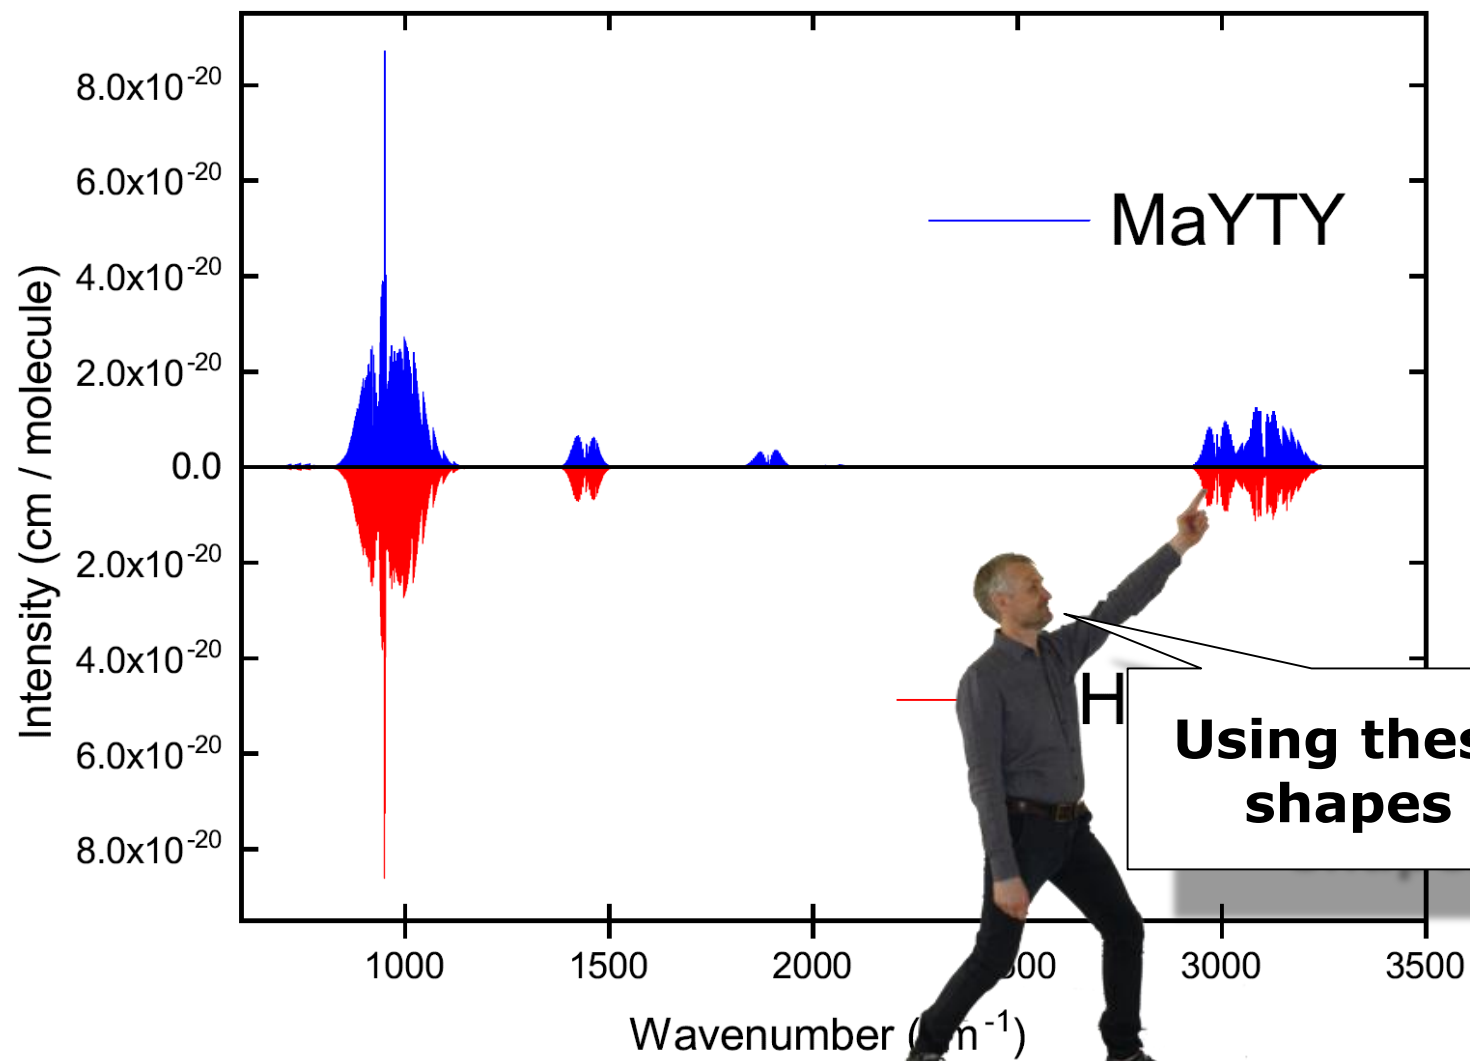 8.0x10⁻²⁰
6.0x10⁻²⁰
4.0x10⁻²⁰
2.0x10⁻²⁰
0.0
2.0x10⁻²⁰
4.0x10⁻²⁰
6.0x10⁻²⁰
8.0x10⁻²⁰
Intensity (cm / molecule)
MaYTY
Using
shapes
1000 1500 2000 3000 3500
Wavenumber